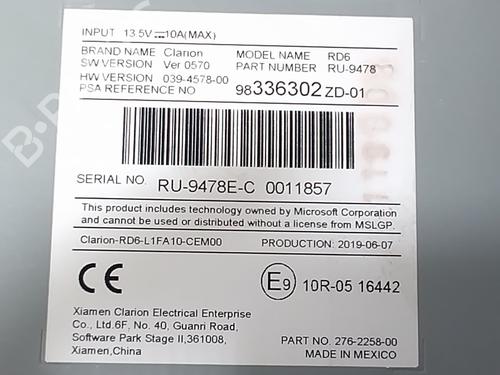 INPUT 13.5V⎓10A(MAX)
BRAND NAME Clarion MODEL NAME RD6
SW VERSION Ver 0570 PART NUMBER RU-9478
HW VERSION 039-4578-00
PSA REFERENCE NO 98336302ZD-01
SERIAL NO. RU-9478E-C 0011857
This product includes technology owned by Microsoft Corporation
and cannot be used or distributed without a license from MSLGP.
Clarion-RD6-L1FA10-CEM00 PRODUCTION: 2019-06-07
CE E9 10R-05 16442
Xiamen Clarion Electrical Enterprise
Co., Ltd.6F, No. 40, Guanri Road,
Software Park Stage II,361008,
Xiamen,China
PART NO. 276-2258-00
MADE IN MEXICO